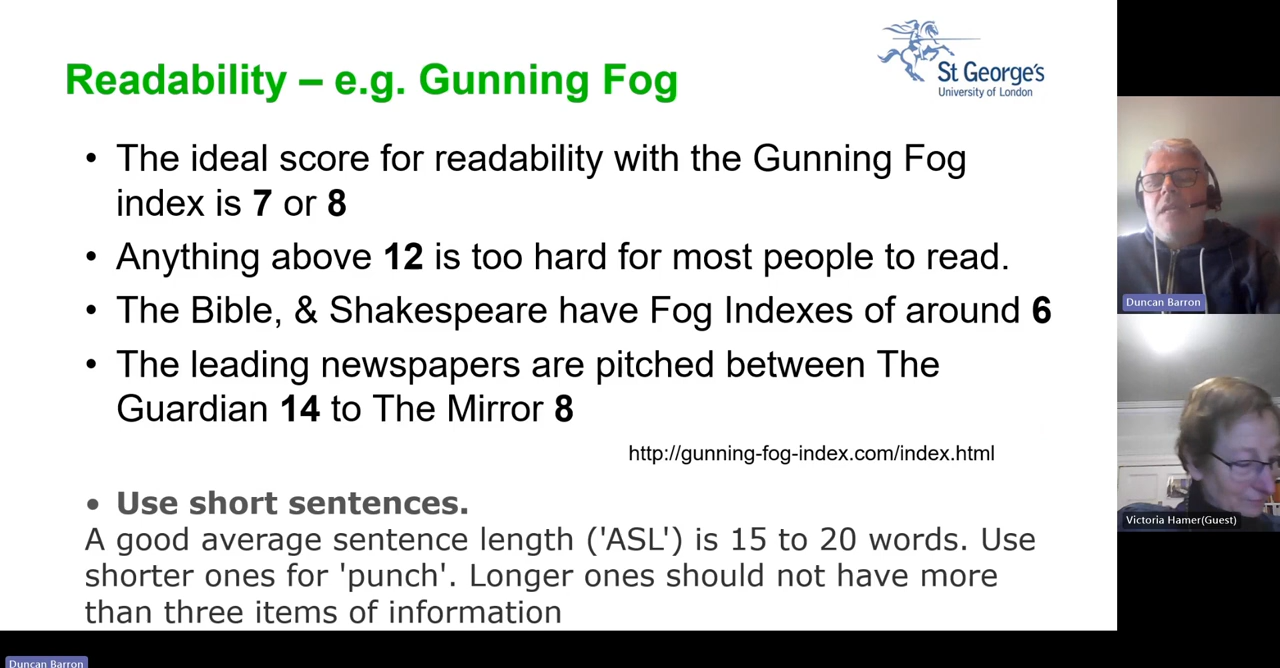 Readability – e.g. Gunning Fog
St George's
University of London
• The ideal score for readability with the Gunning Fog
index is 7 or 8
• Anything above 12 is too hard for most people to read.
• The Bible, & Shakespeare have Fog Indexes of around 6
• The leading newspapers are pitched between The
Guardian 14 to The Mirror 8
http://gunning-fog-index.com/index.html
• Use short sentences.
A good average sentence length ('ASL') is 15 to 20 words. Use
shorter ones for 'punch'. Longer ones should not have more
than three items of information
Duncan Barron
Victoria Hamer(Guest)
Duncan Barron